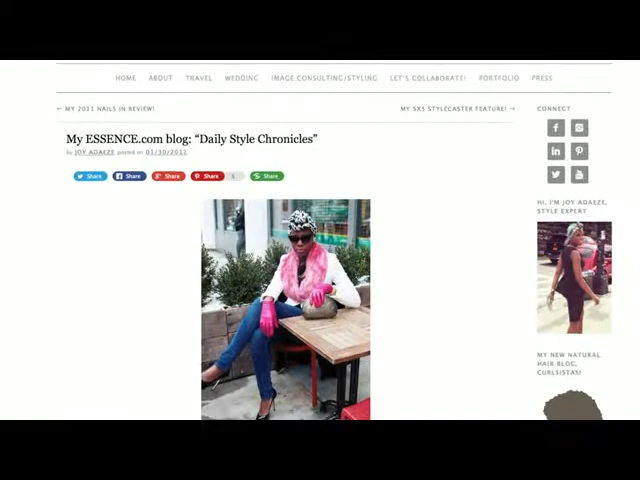 HOME ABOUT TRAVEL WEDDING IMAGE CONSULTING/STYLING LET'S COLLABORATE! PORTFOLIO PRESS
← MY 2011 NAILS IN REVIEW! MY 5X5 STYLECASTER FEATURE! →
CONNECT
My ESSENCE.com blog: “Daily Style Chronicles”
by JOY ADAEZE posted on 01/30/2012
Share Share Share Share 5 Share
HI, I'M JOY ADAEZE,
STYLE EXPERT
MY NEW NATURAL
HAIR BLOG,
CURLSISTAS!